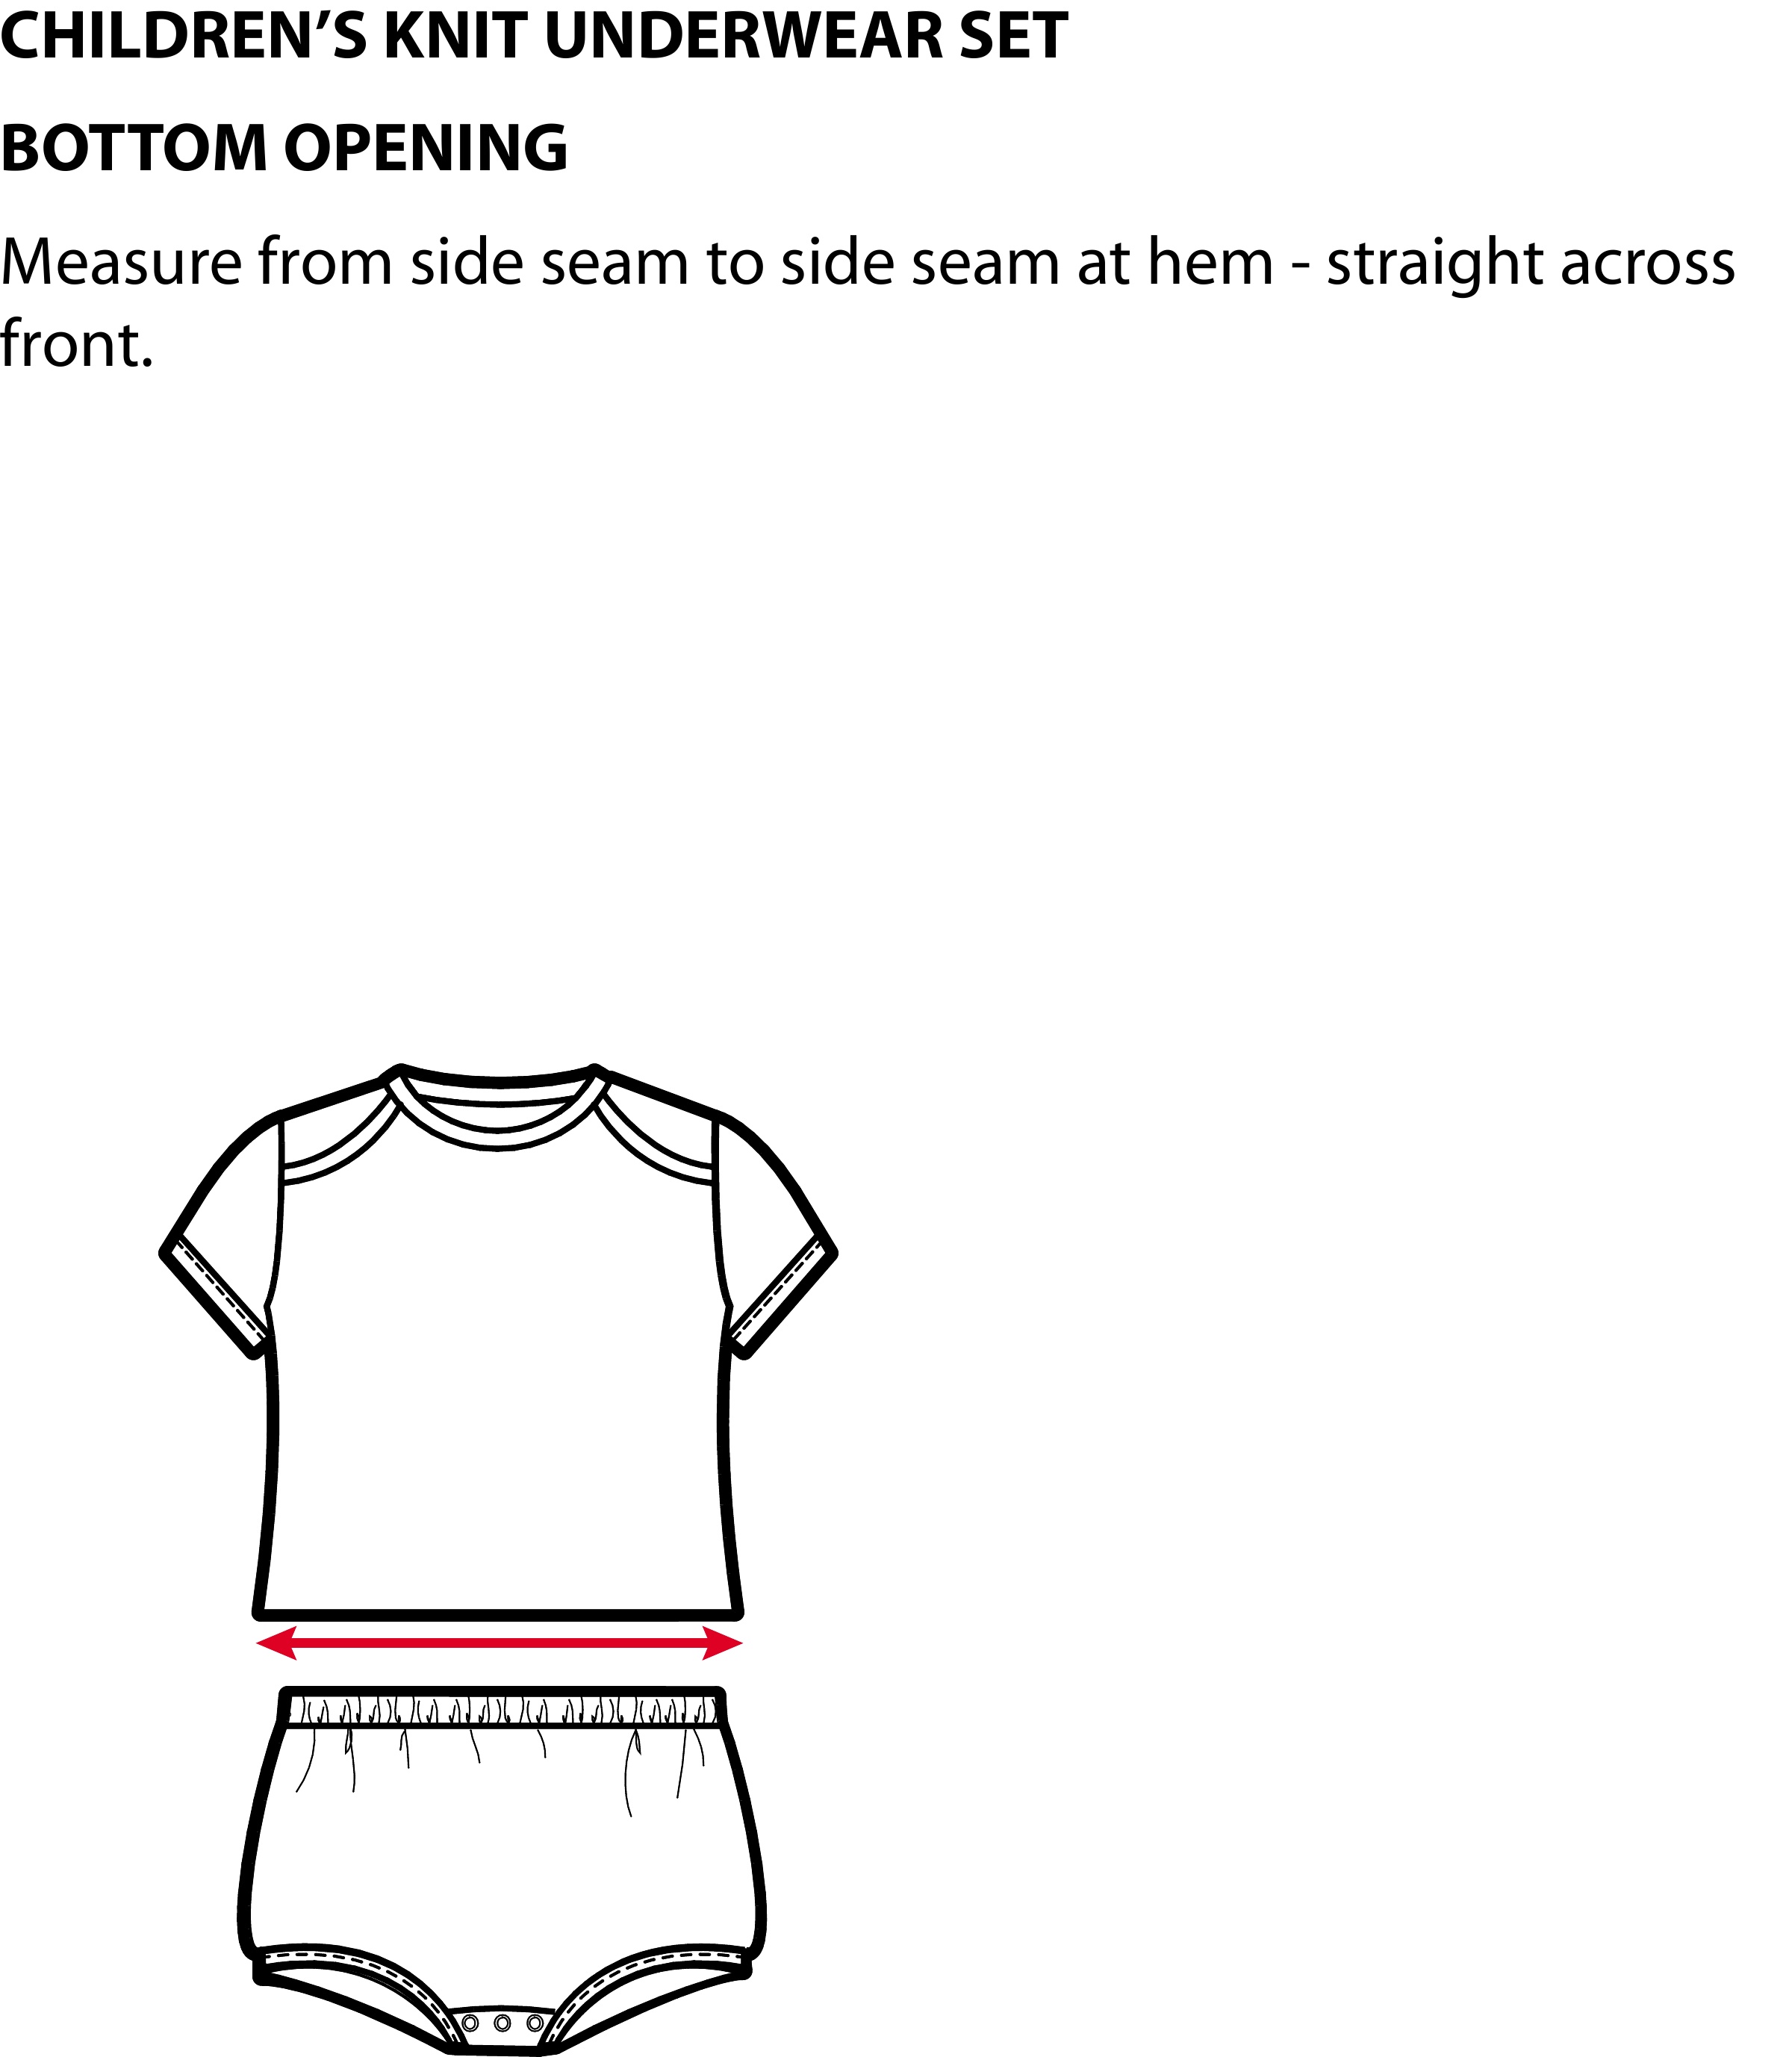 CHILDREN’S KNIT UNDERWEAR SET
BOTTOM OPENING
Measure from side seam to side seam at hem - straight across
front.